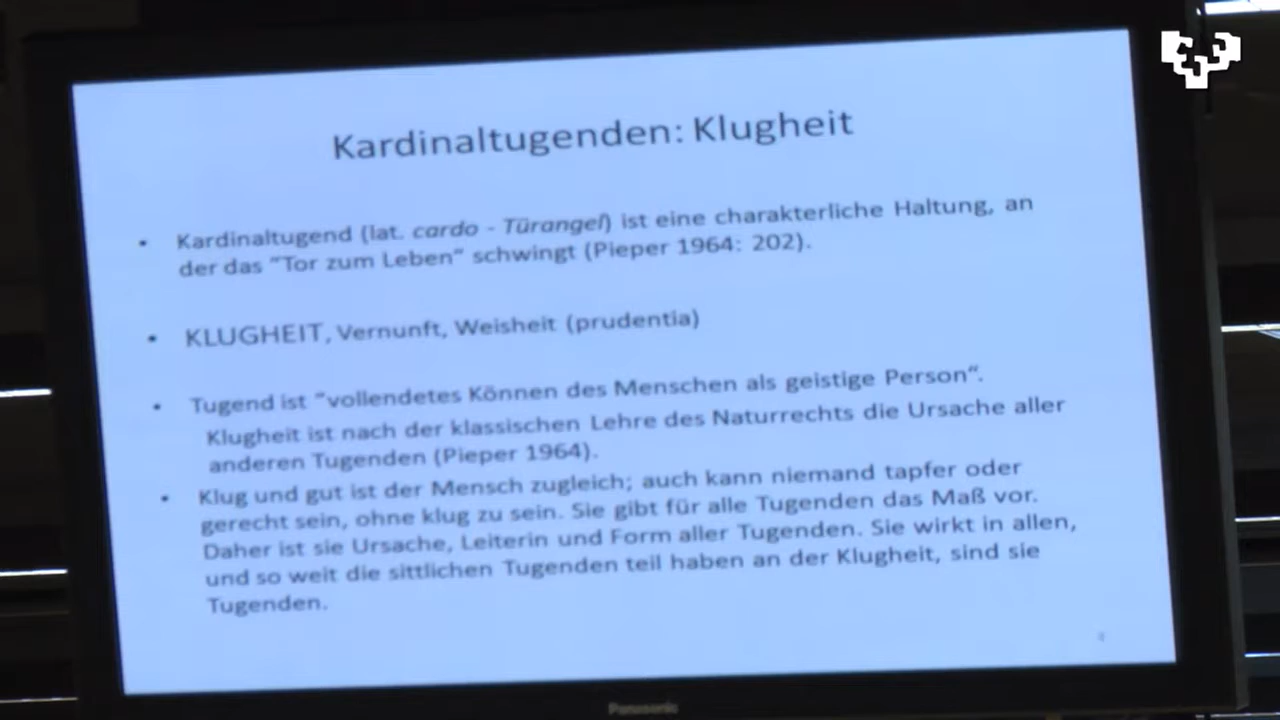 Kardinaltugenden: Klugheit
• Kardinaltugend (lat. cardo - Türangel) ist eine charakterliche Haltung, an
der das "Tor zum Leben" schwingt (Pieper 1964: 202).
• KLUGHEIT, Vernunft, Weisheit (prudentia)
• Tugend ist "vollendetes Können des Menschen als geistige Person".
Klugheit ist nach der klassischen Lehre des Naturrechts die Ursache aller
anderen Tugenden (Pieper 1964).
• Klug und gut ist der Mensch zugleich; auch kann niemand tapfer oder
gerecht sein, ohne klug zu sein. Sie gibt für alle Tugenden das Maß vor.
Daher ist sie Ursache, Leiterin und Form aller Tugenden. Sie wirkt in allen,
und so weit die sittlichen Tugenden teil haben an der Klugheit, sind sie
Tugenden.
Panasonic